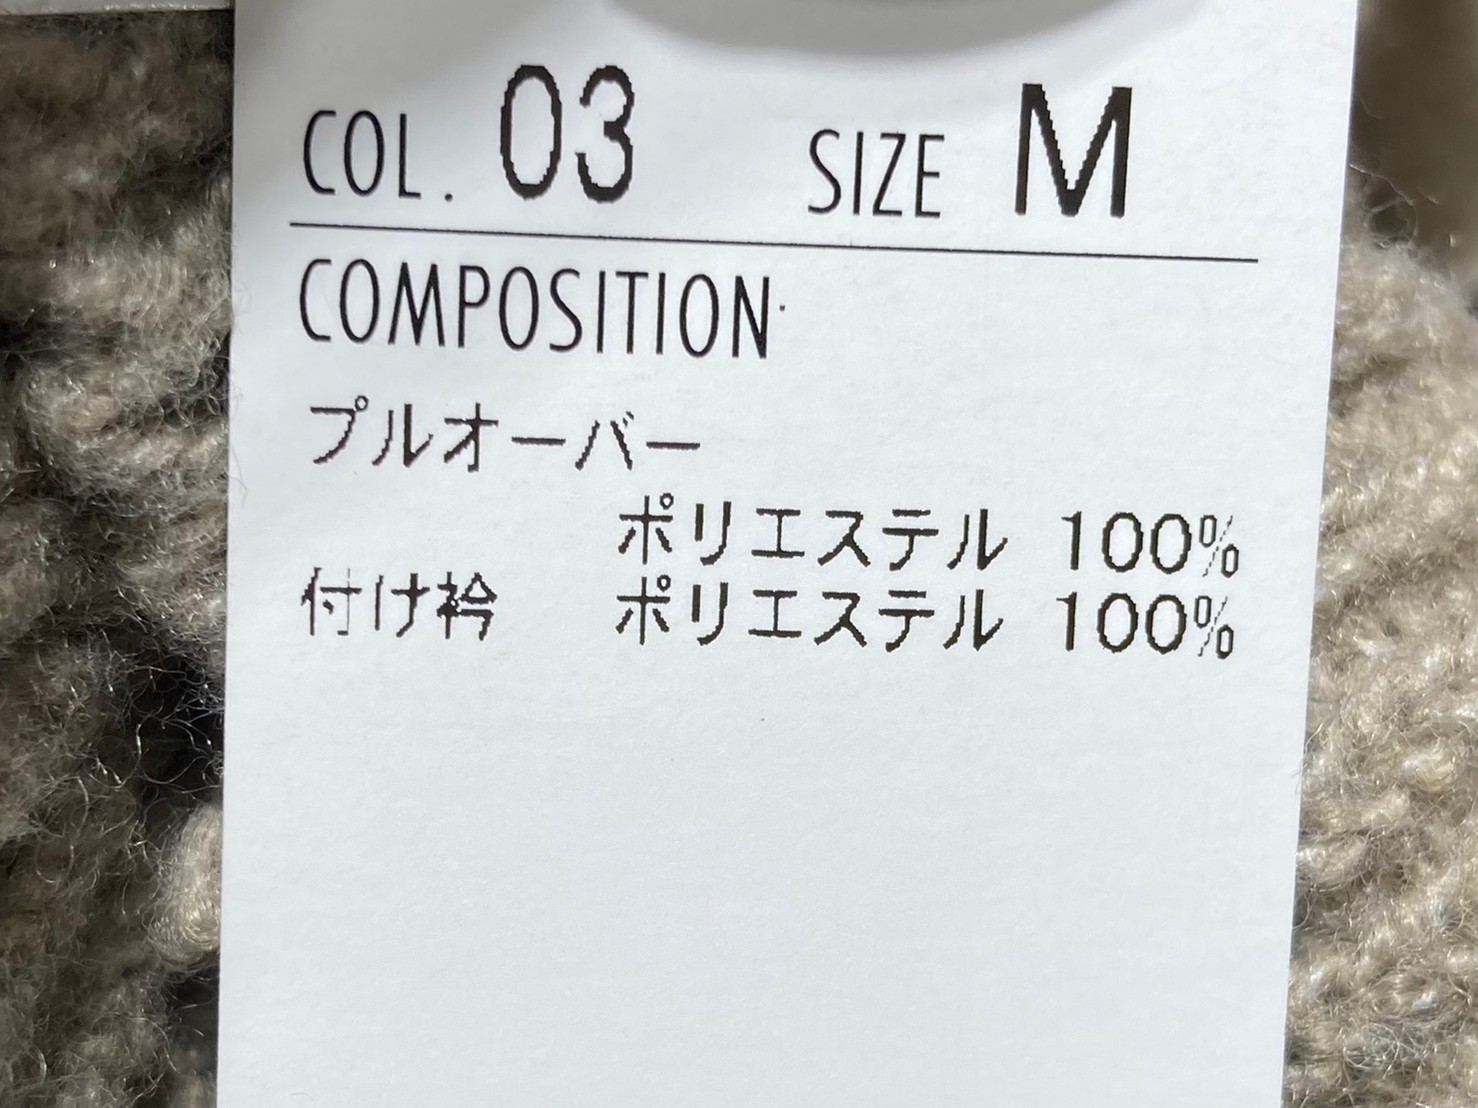 COL. 03 SIZE M
COMPOSITION
プルオーバー
ポリエステル 100%
付け衿 ポリエステル 100%